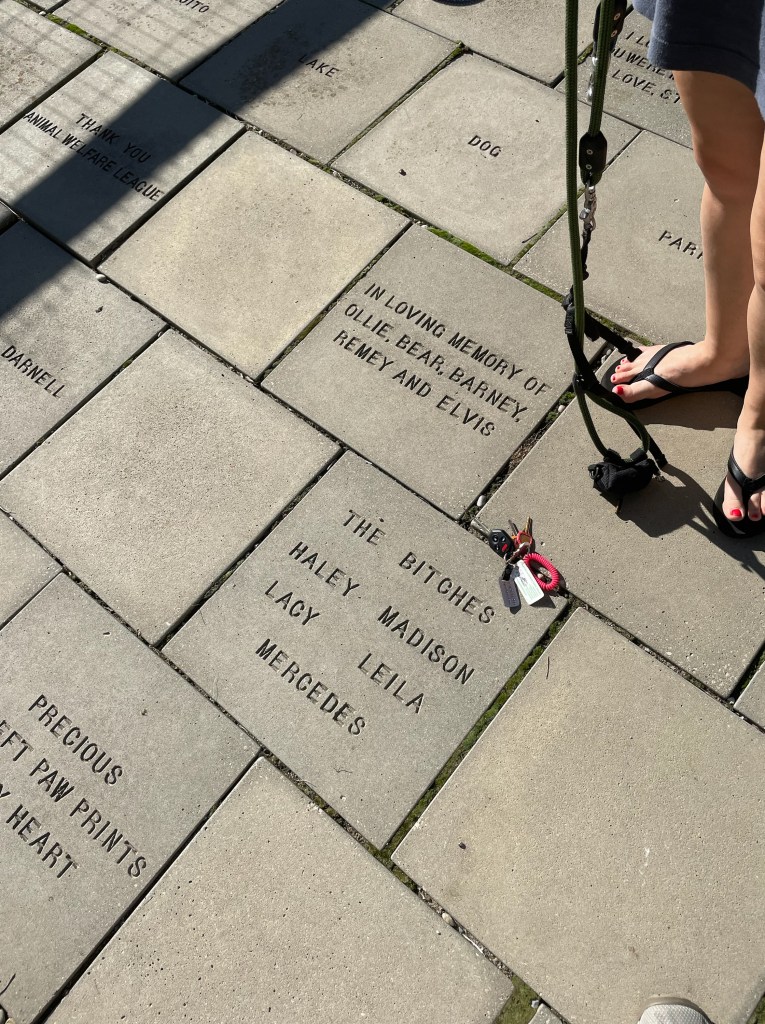 LAKE
THANK YOU
ANIMAL WELFARE LEAGUE
DOG
LOVE,
DARNELL
IN LOVING MEMORY OF
OLLIE, BEAR, BARNEY,
REMEY AND ELVIS
THE BITCHES
HALEY MADISON
LACY LEILA
MERCEDES
PRECIOUS
PAW PRINTS
HEART